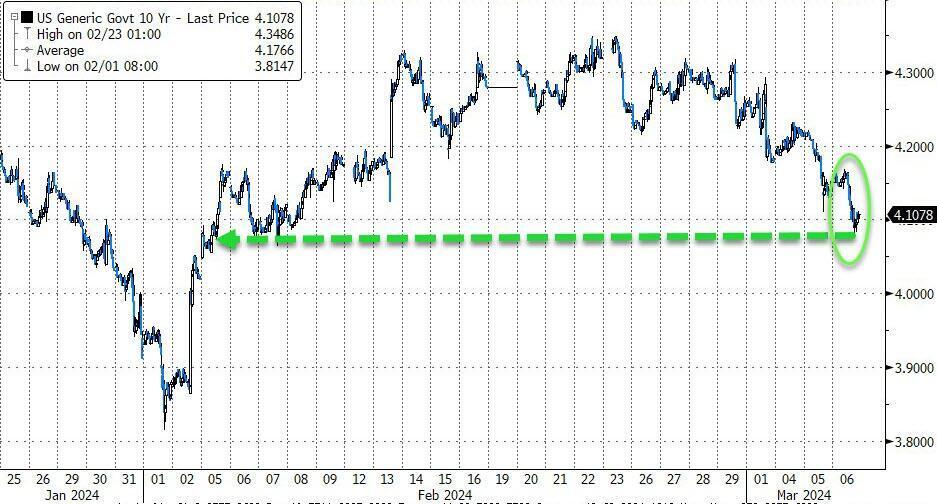 US Generic Govt 10 Yr - Last Price 4.1078
High on 02/23 01:00 4.3486
Average 4.1766
Low on 02/01 08:00 3.8147
4.3000
4.2000
4.1078
4.0000
3.9000
3.8000
25 26 29 30 31 01 02 05 06 07 08 09 12 13 14 15 16 19 20 21 22 23 26 27 28 29 01 04 05 06
Jan 2024 Feb 2024 Mar 2024